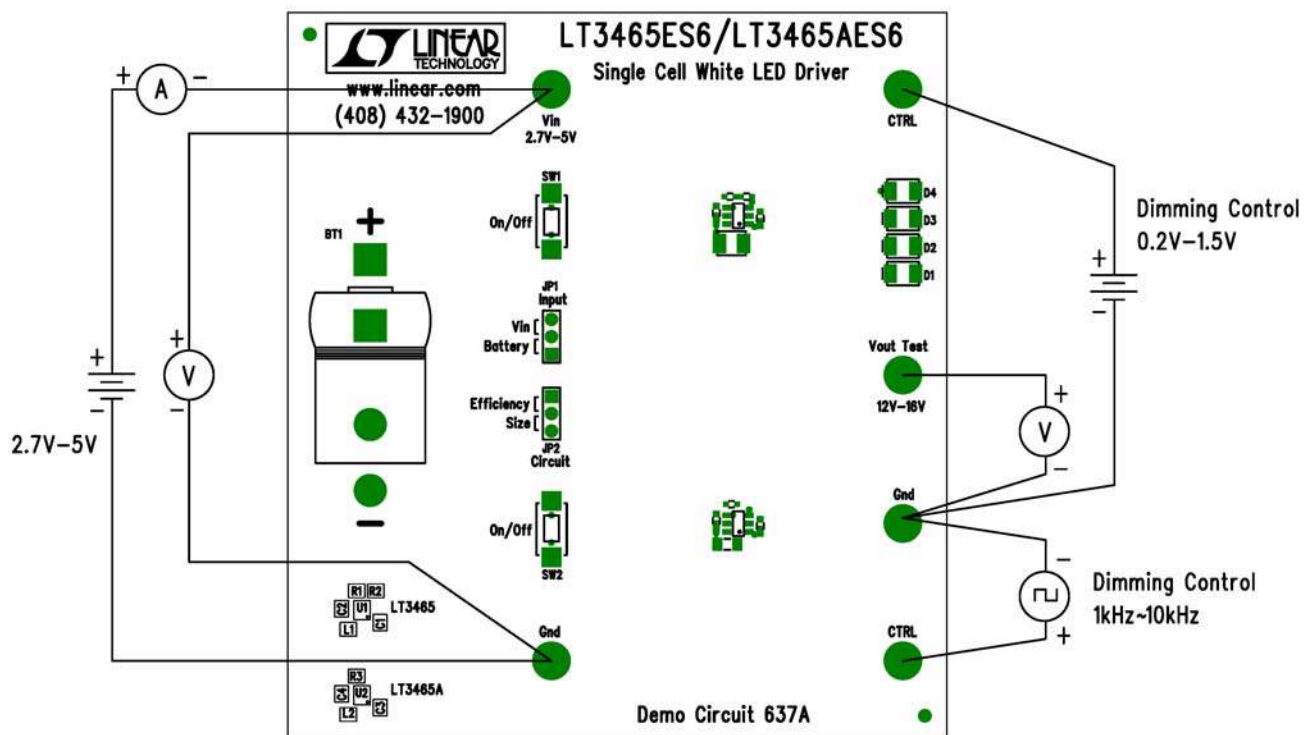 LINEAR
TECHNOLOGY
www.linear.com
(408) 432-1900
LT3465ES6/LT3465AES6
Single Cell White LED Driver
+ A -
Vin
2.7V-5V
CTRL
SW1
On/Off
D4
D3
D2
D1
Dimming Control
0.2V-1.5V
+
-
+
BT1
JP1
Input
Vin
Battery
+
V
-
+
-
2.7V-5V
Vout Test
12V-16V
+
V
-
Efficiency
Size
JP2
Circuit
-
Gnd
On/Off
SW2
-
+
Dimming Control
1kHz~10kHz
R1 R2
C2 U1 C1
L1
LT3465
Gnd
CTRL
R3
C4 U2 C3
L2
LT3465A
Demo Circuit 637A